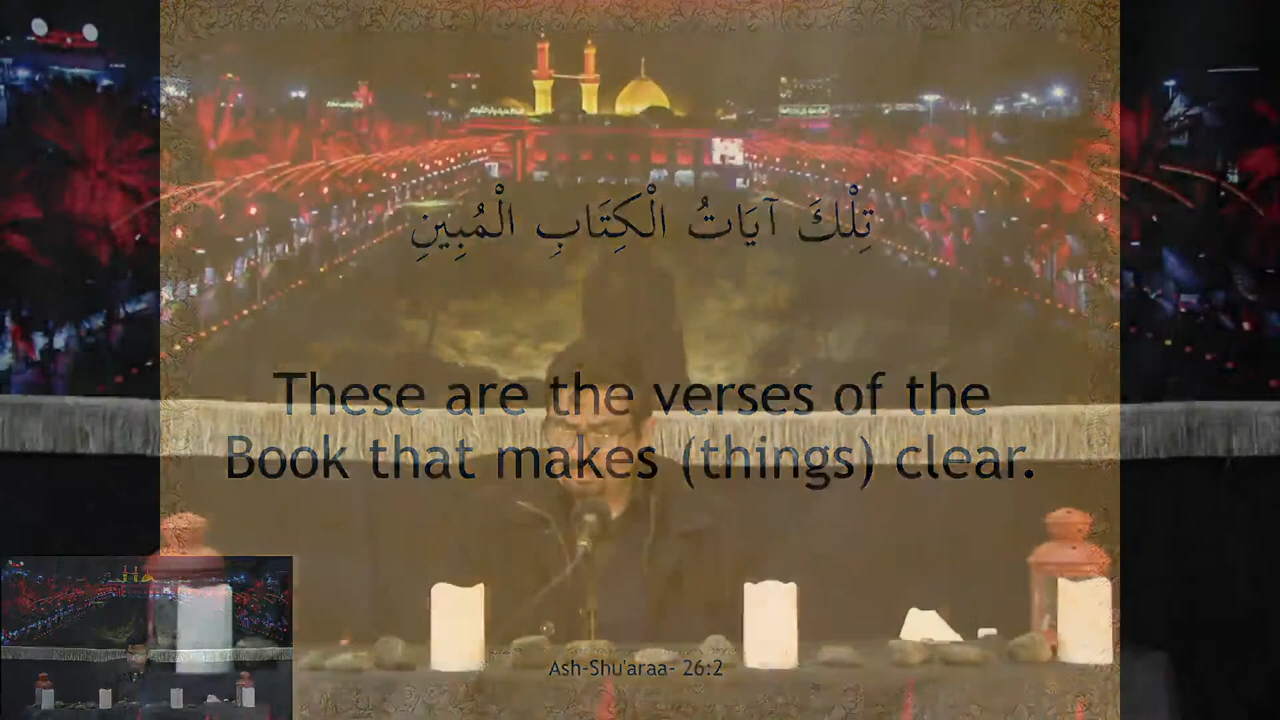 تِلْكَ آيَاتُ الْكِتَابِ الْمُبِينِ
These are the verses of the
Book that makes (things) clear.
Ash-Shu'araa- 26:2